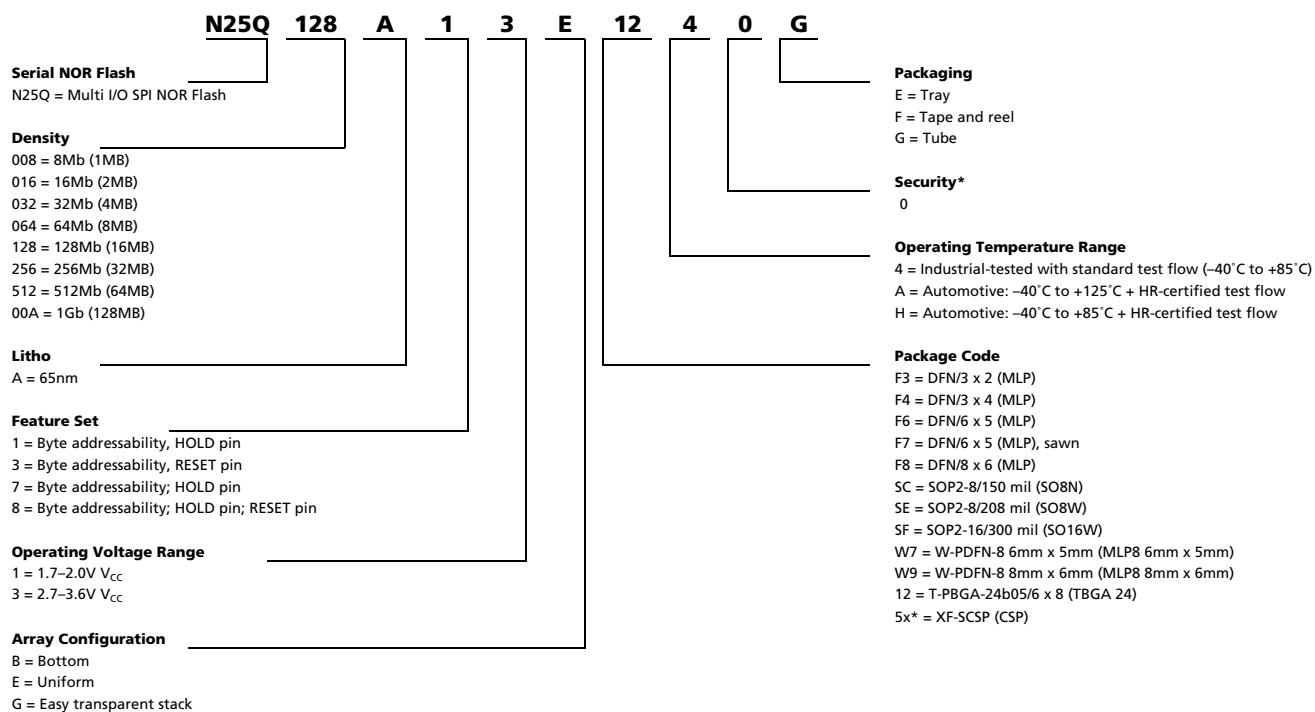 N25Q 128 A 1 3 E 12 4 0 G
Serial NOR Flash
N25Q = Multi I/O SPI NOR Flash
Density
008 = 8Mb (1MB)
016 = 16Mb (2MB)
032 = 32Mb (4MB)
064 = 64Mb (8MB)
128 = 128Mb (16MB)
256 = 256Mb (32MB)
512 = 512Mb (64MB)
00A = 1Gb (128MB)
Litho
A = 65nm
Feature Set
1 = Byte addressability, HOLD pin
3 = Byte addressability, RESET pin
7 = Byte addressability; HOLD pin
8 = Byte addressability; HOLD pin; RESET pin
Operating Voltage Range
1 = 1.7–2.0V VCC
3 = 2.7–3.6V VCC
Array Configuration
B = Bottom
E = Uniform
G = Easy transparent stack
Packaging
E = Tray
F = Tape and reel
G = Tube
Security*
0
Operating Temperature Range
4 = Industrial-tested with standard test flow (–40˚C to +85˚C)
A = Automotive: –40˚C to +125˚C + HR-certified test flow
H = Automotive: –40˚C to +85˚C + HR-certified test flow
Package Code
F3 = DFN/3 x 2 (MLP)
F4 = DFN/3 x 4 (MLP)
F6 = DFN/6 x 5 (MLP)
F7 = DFN/6 x 5 (MLP), sawn
F8 = DFN/8 x 6 (MLP)
SC = SOP2-8/150 mil (SO8N)
SE = SOP2-8/208 mil (SO8W)
SF = SOP2-16/300 mil (SO16W)
W7 = W-PDFN-8 6mm x 5mm (MLP8 6mm x 5mm)
W9 = W-PDFN-8 8mm x 6mm (MLP8 8mm x 6mm)
12 = T-PBGA-24b05/6 x 8 (TBGA 24)
5x* = XF-SCSP (CSP)